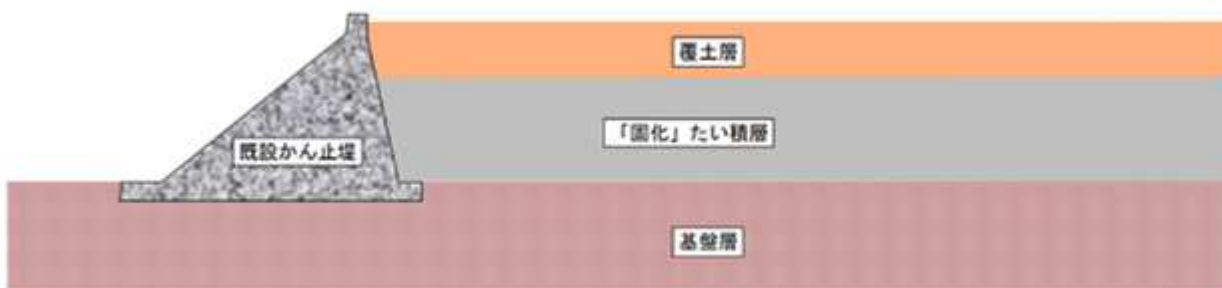 覆土層
「固化」たい積層
既設かん止堤
基盤層